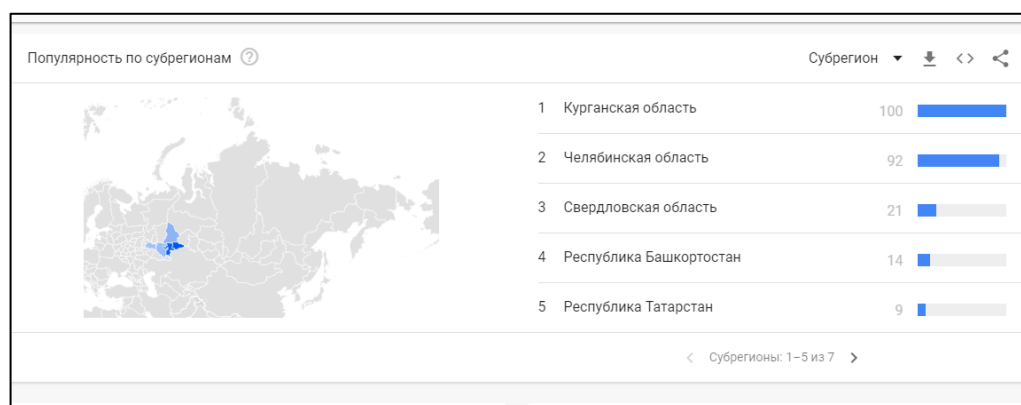 Популярность по субрегионам
Субрегион
1 Курганская область 100
2 Челябинская область 92
3 Свердловская область 21
4 Республика Башкортостан 14
5 Республика Татарстан 9
Субрегионы: 1–5 из 7